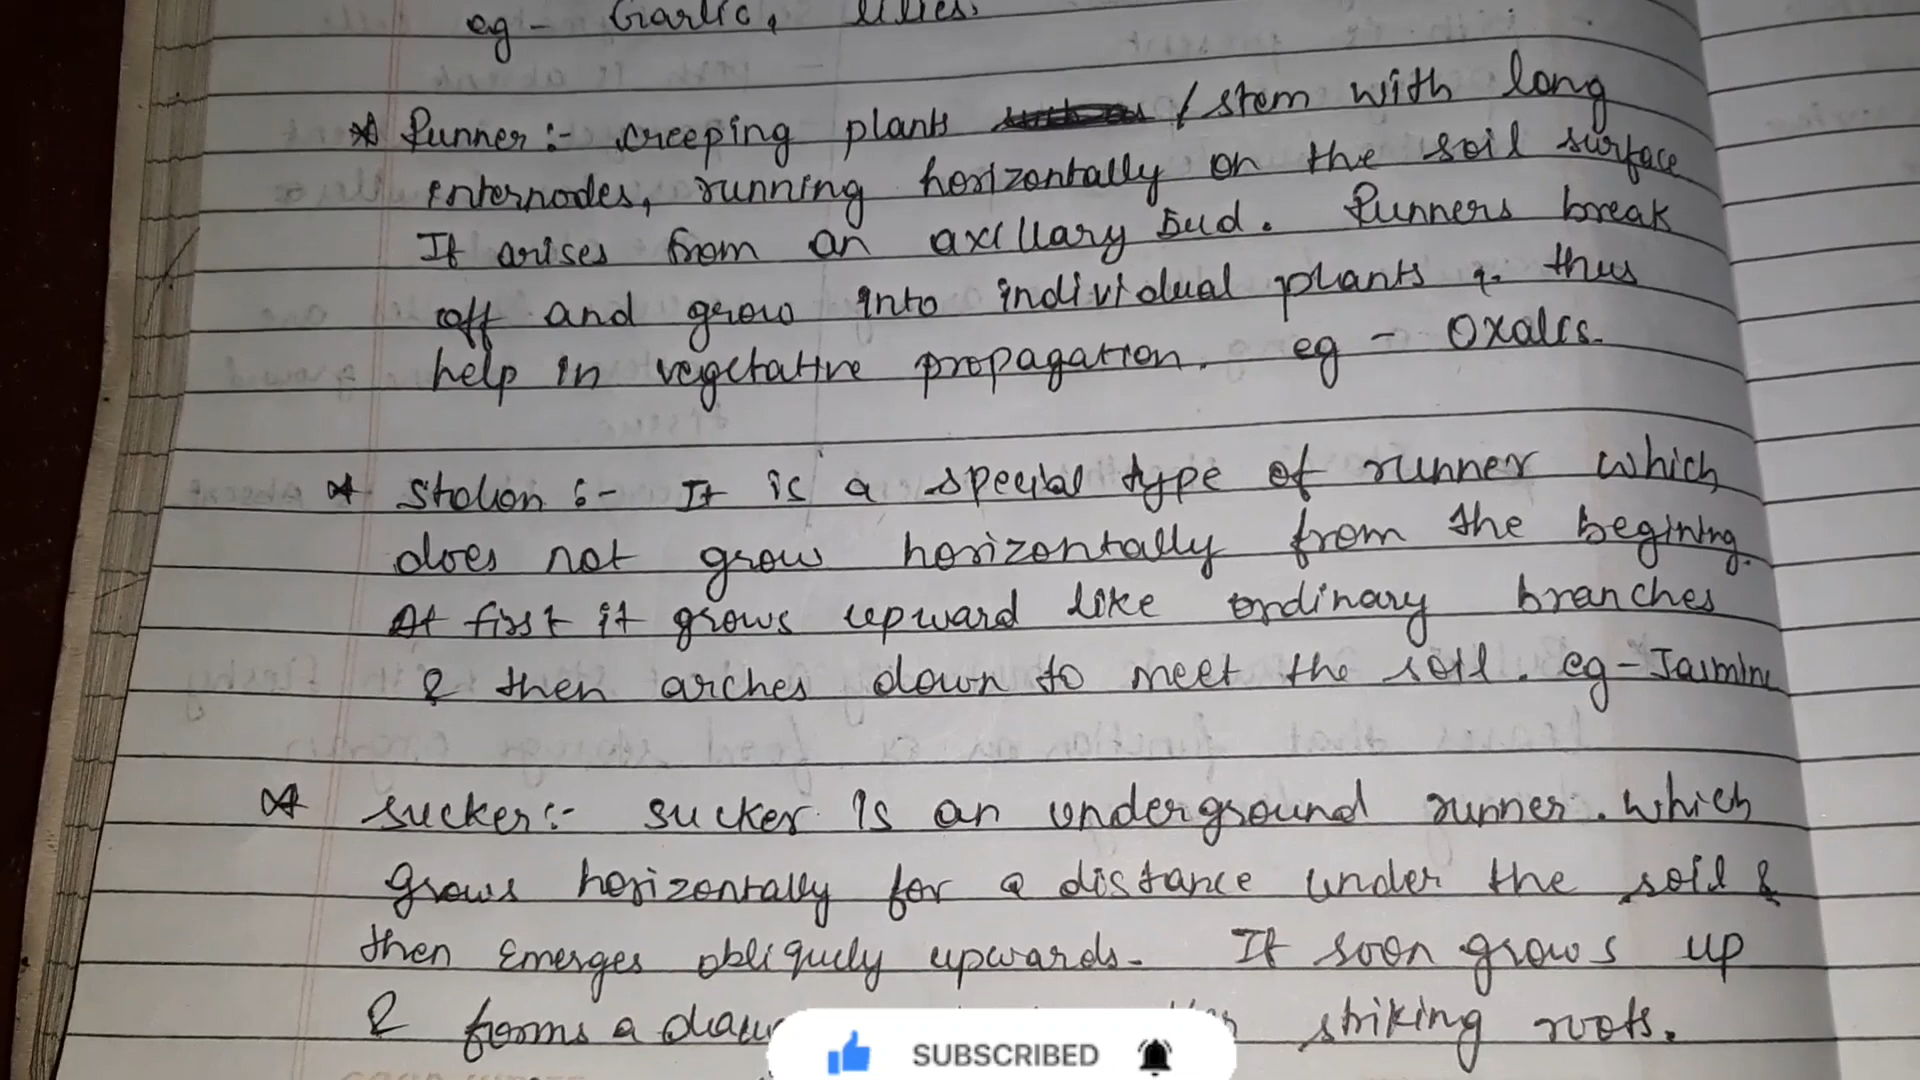 eg - Garlic, lilies.
* Runner :- creeping plants / stem with long
internodes, running horizontally on the soil surface
It arises from an axillary bud. Runners break
off and grow into individual plants & thus
help in vegetative propagation. eg - Oxalis.
* Stolon :- It is a special type of runner which
does not grow horizontally from the begining.
At first it grows upward like ordinary branches
& then arches down to meet the soil. eg - Jasmine
* Sucker :- Sucker is an underground runner. which
grows horizontally for a distance under the soil &
then emerges obliquely upwards. It soon grows up
& forms a striking roots.
SUBSCRIBED